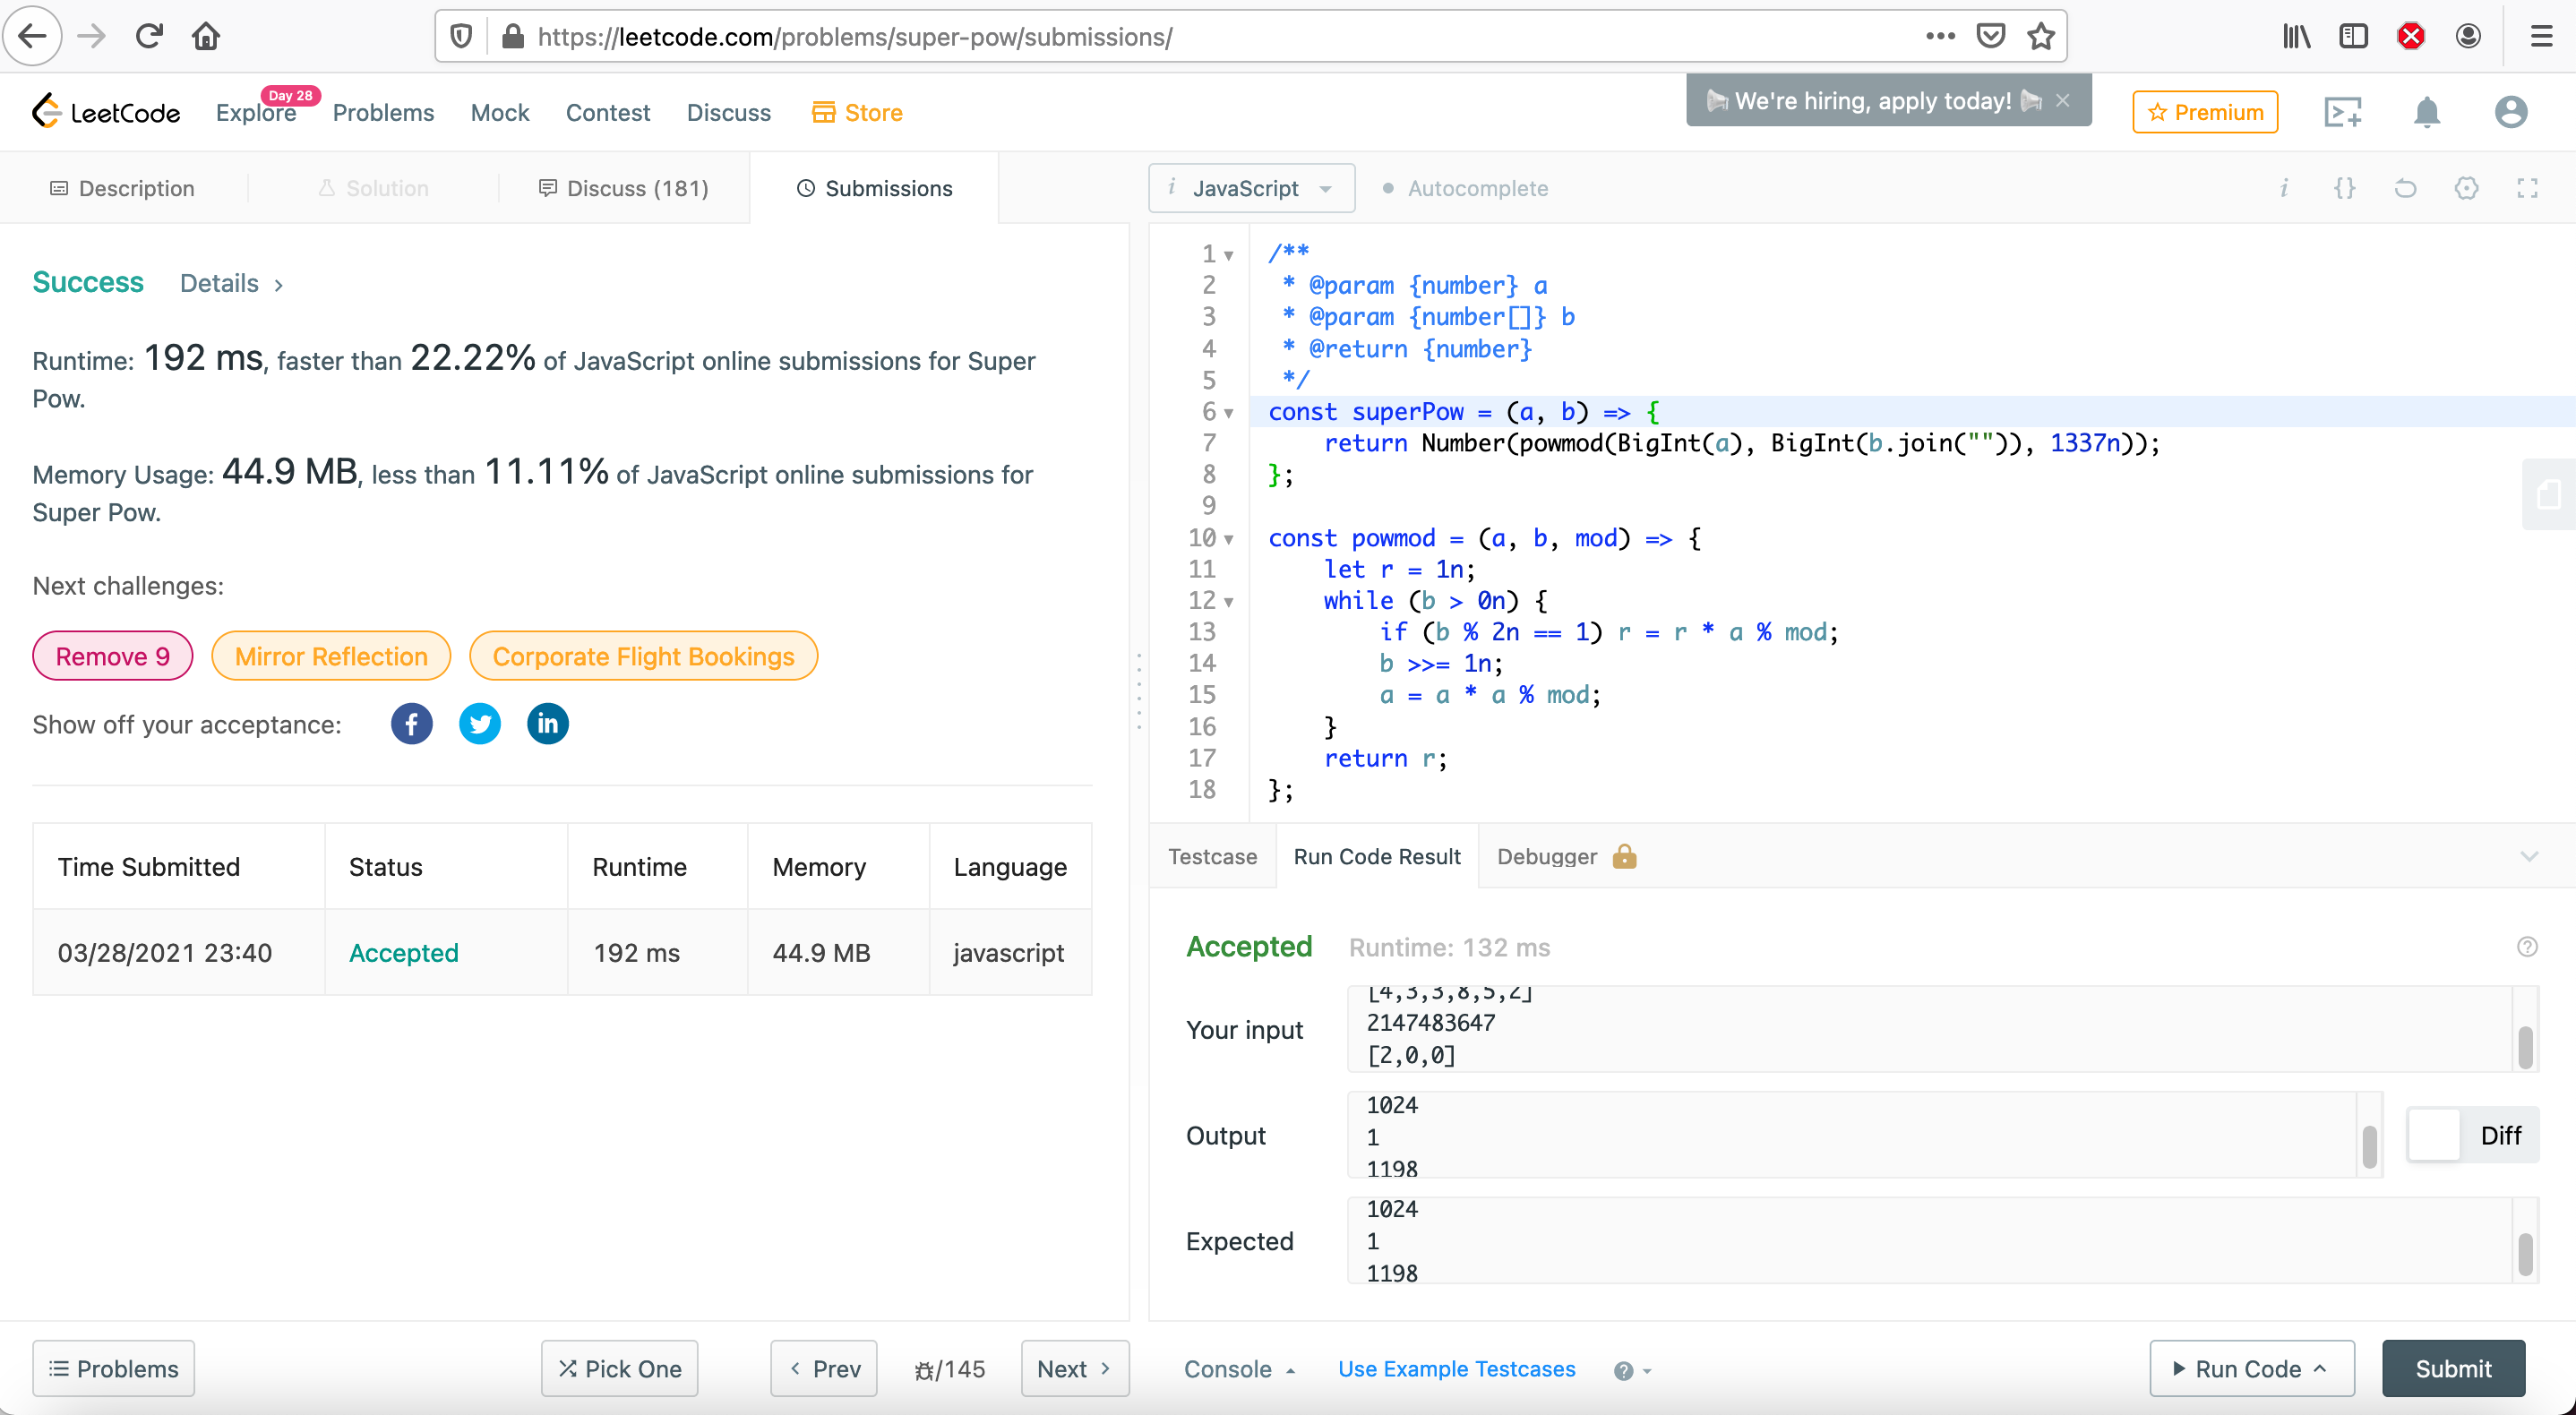 https://leetcode.com/problems/super-pow/submissions/
LeetCode Explore Day 28 Problems Mock Contest Discuss Store
We're hiring, apply today!
Premium
Description Solution Discuss (181) Submissions
Success Details
Runtime: 192 ms, faster than 22.22% of JavaScript online submissions for Super
Pow.
Memory Usage: 44.9 MB, less than 11.11% of JavaScript online submissions for
Super Pow.
Next challenges:
Remove 9 Mirror Reflection Corporate Flight Bookings
Show off your acceptance:
Time Submitted Status Runtime Memory Language
03/28/2021 23:40 Accepted 192 ms 44.9 MB javascript
i JavaScript Autocomplete
1 /**
2  * @param {number} a
3  * @param {number[]} b
4  * @return {number}
5  */
6 const superPow = (a, b) => {
7     return Number(powmod(BigInt(a), BigInt(b.join("")), 1337n));
8 };
9
10 const powmod = (a, b, mod) => {
11     let r = 1n;
12     while (b > 0n) {
13         if (b % 2n == 1) r = r * a % mod;
14         b >>= 1n;
15         a = a * a % mod;
16     }
17     return r;
18 };
Testcase Run Code Result Debugger
Accepted Runtime: 132 ms
Your input
[4,3,3,8,5,2]
2147483647
[2,0,0]
Output
1024
1
1198
Diff
Expected
1024
1
1198
Problems Pick One Prev /145 Next Console Use Example Testcases Run Code Submit